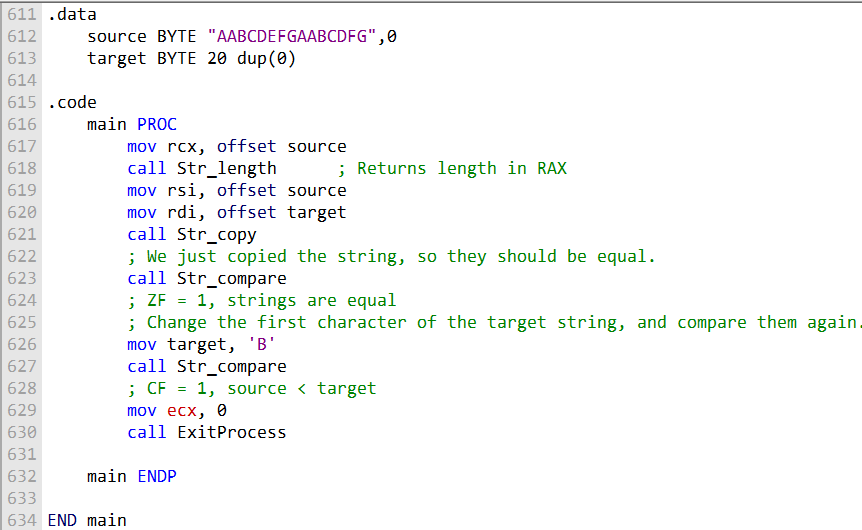 611 .data
612     source BYTE "AABCDEFGAABCDFG",0
613     target BYTE 20 dup(0)
614
615 .code
616     main PROC
617         mov rcx, offset source
618         call Str_length      ; Returns length in RAX
619         mov rsi, offset source
620         mov rdi, offset target
621         call Str_copy
622         ; We just copied the string, so they should be equal.
623         call Str_compare
624         ; ZF = 1, strings are equal
625         ; Change the first character of the target string, and compare them again.
626         mov target, 'B'
627         call Str_compare
628         ; CF = 1, source < target
629         mov ecx, 0
630         call ExitProcess
631
632     main ENDP
633
634 END main